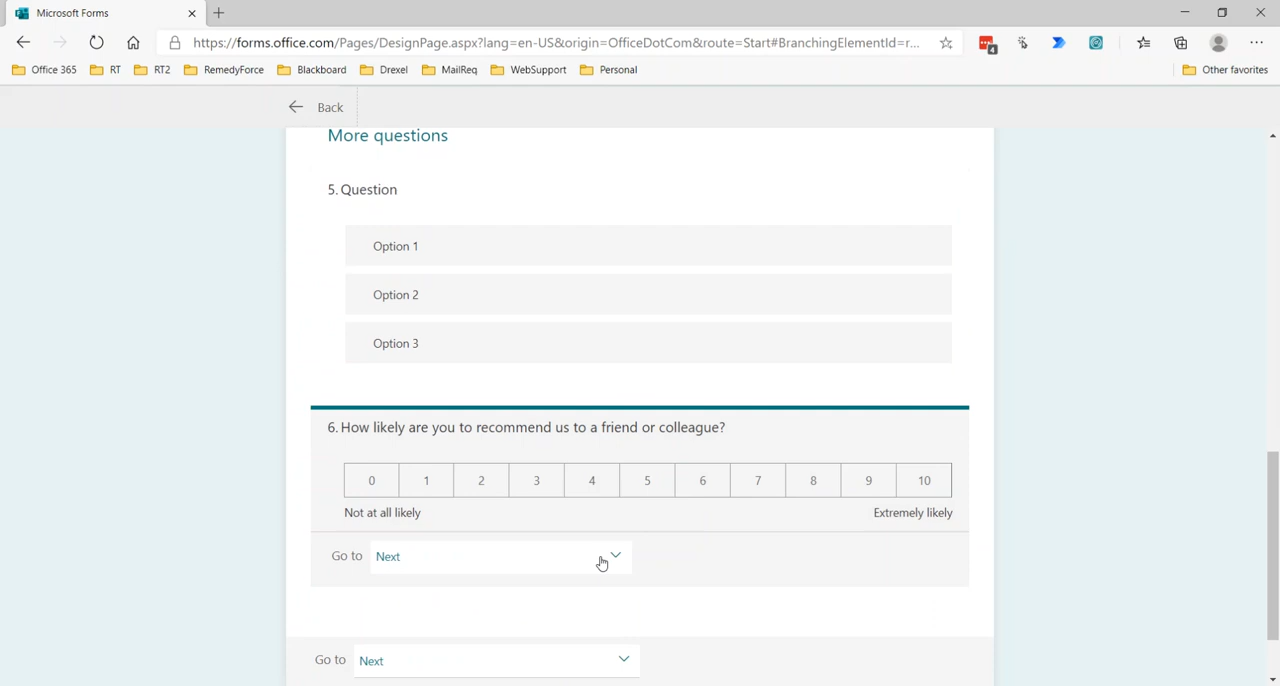 Microsoft Forms
https://forms.office.com/Pages/DesignPage.aspx?lang=en-US&origin=OfficeDotCom&route=Start#BranchingElementId=r...
4
Office 365 RT RT2 RemedyForce Blackboard Drexel MailReq WebSupport Personal Other favorites
Back
More questions
5. Question
Option 1
Option 2
Option 3
6. How likely are you to recommend us to a friend or colleague?
0 1 2 3 4 5 6 7 8 9 10
Not at all likely Extremely likely
Go to Next
Go to Next